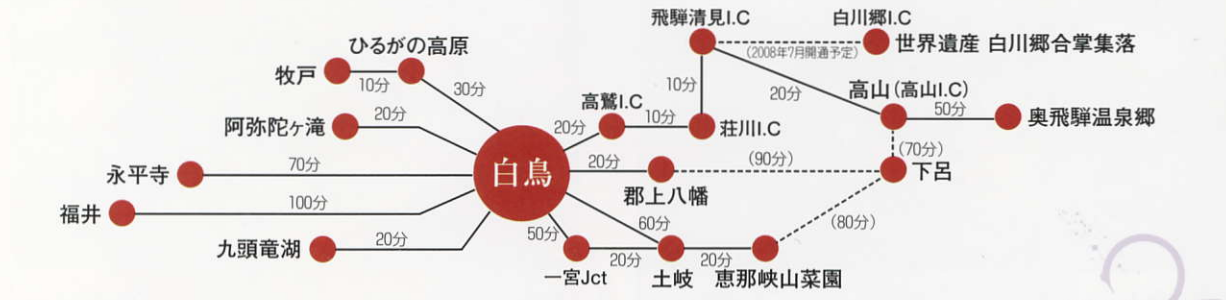 飛騨清見I.C
白川郷I.C
(2008年7月開通予定)
世界遺産 白川郷合掌集落
ひるがの高原
牧戸
10分
30分
10分
20分
高山(高山I.C)
50分
奥飛騨温泉郷
阿弥陀ヶ滝
20分
高鷲I.C
20分
10分
荘川I.C
(70分)
永平寺
70分
白鳥
20分
(90分)
下呂
郡上八幡
福井
100分
60分
(80分)
九頭竜湖
20分
50分
20分
20分
一宮Jct
土岐
恵那峡山菜園